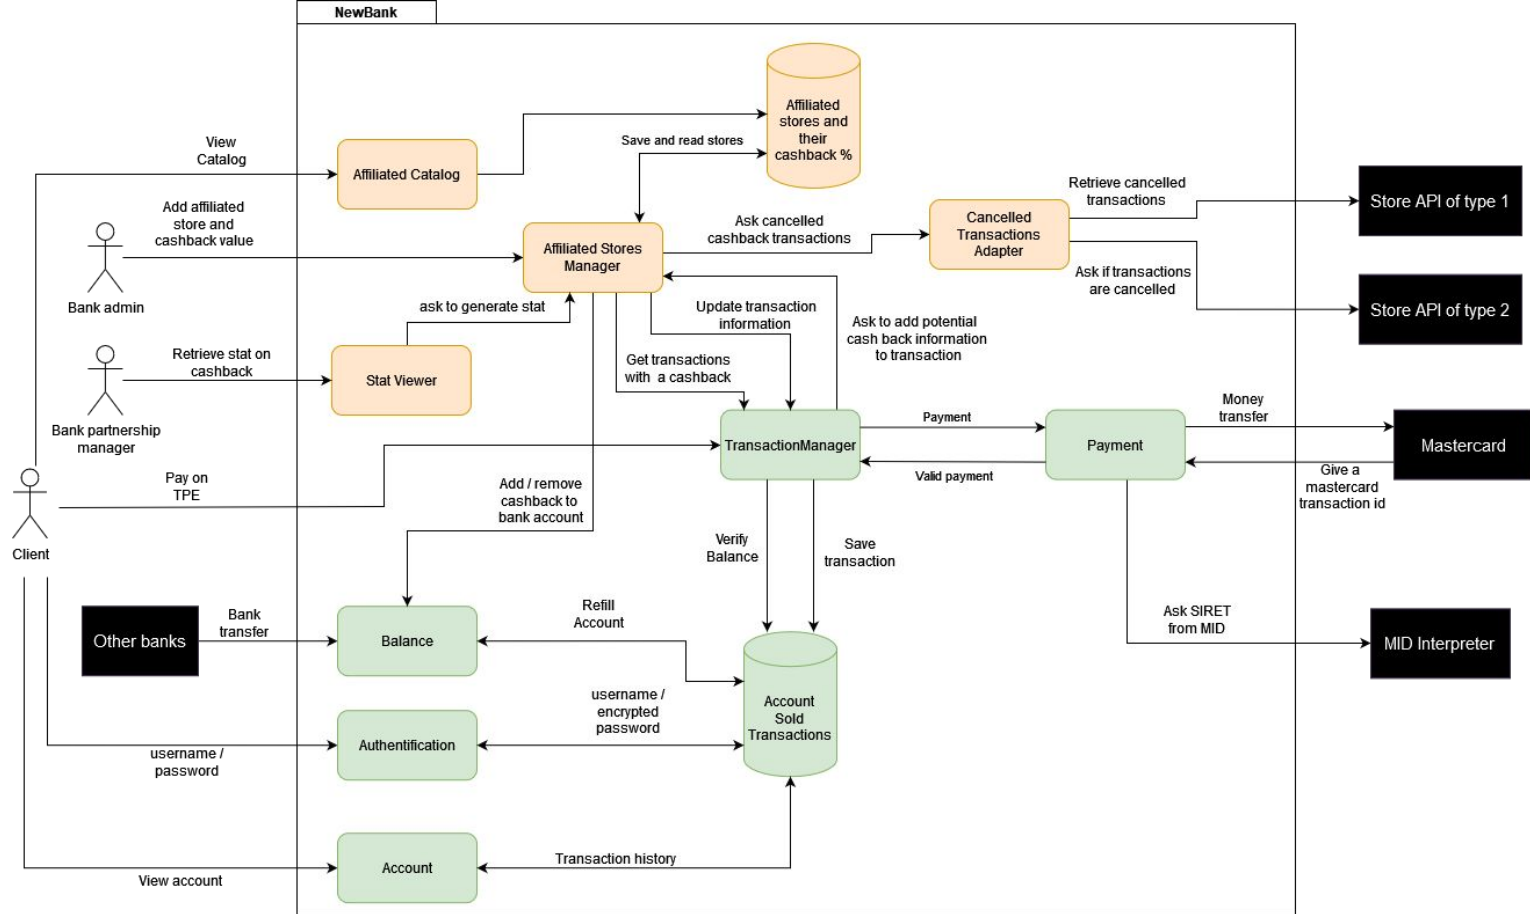 NewBank
Affiliated
stores and
their
cashback %
View
Catalog
Save and read stores
Affiliated Catalog
Retrieve cancelled
transactions
Store API of type 1
Add affiliated
store and
cashback value
Ask cancelled
cashback transactions
Cancelled
Transactions
Adapter
Affiliated Stores
Manager
Ask if transactions
are cancelled
Bank admin
ask to generate stat
Update transaction
information
Store API of type 2
Ask to add potential
cash back information
to transaction
Retrieve stat on
cashback
Get transactions
with a cashback
Stat Viewer
Bank partnership
manager
Payment
Money
transfer
TransactionManager
Payment
Mastercard
Valid payment
Give a
mastercard
transaction id
Pay on
TPE
Add / remove
cashback to
bank account
Client
Verify
Balance
Save
transaction
Bank
transfer
Refill
Account
Ask SIRET
from MID
Other banks
Balance
MID Interpreter
username /
encrypted
password
Account
Sold
Transactions
Authentification
username /
password
Transaction history
Account
View account